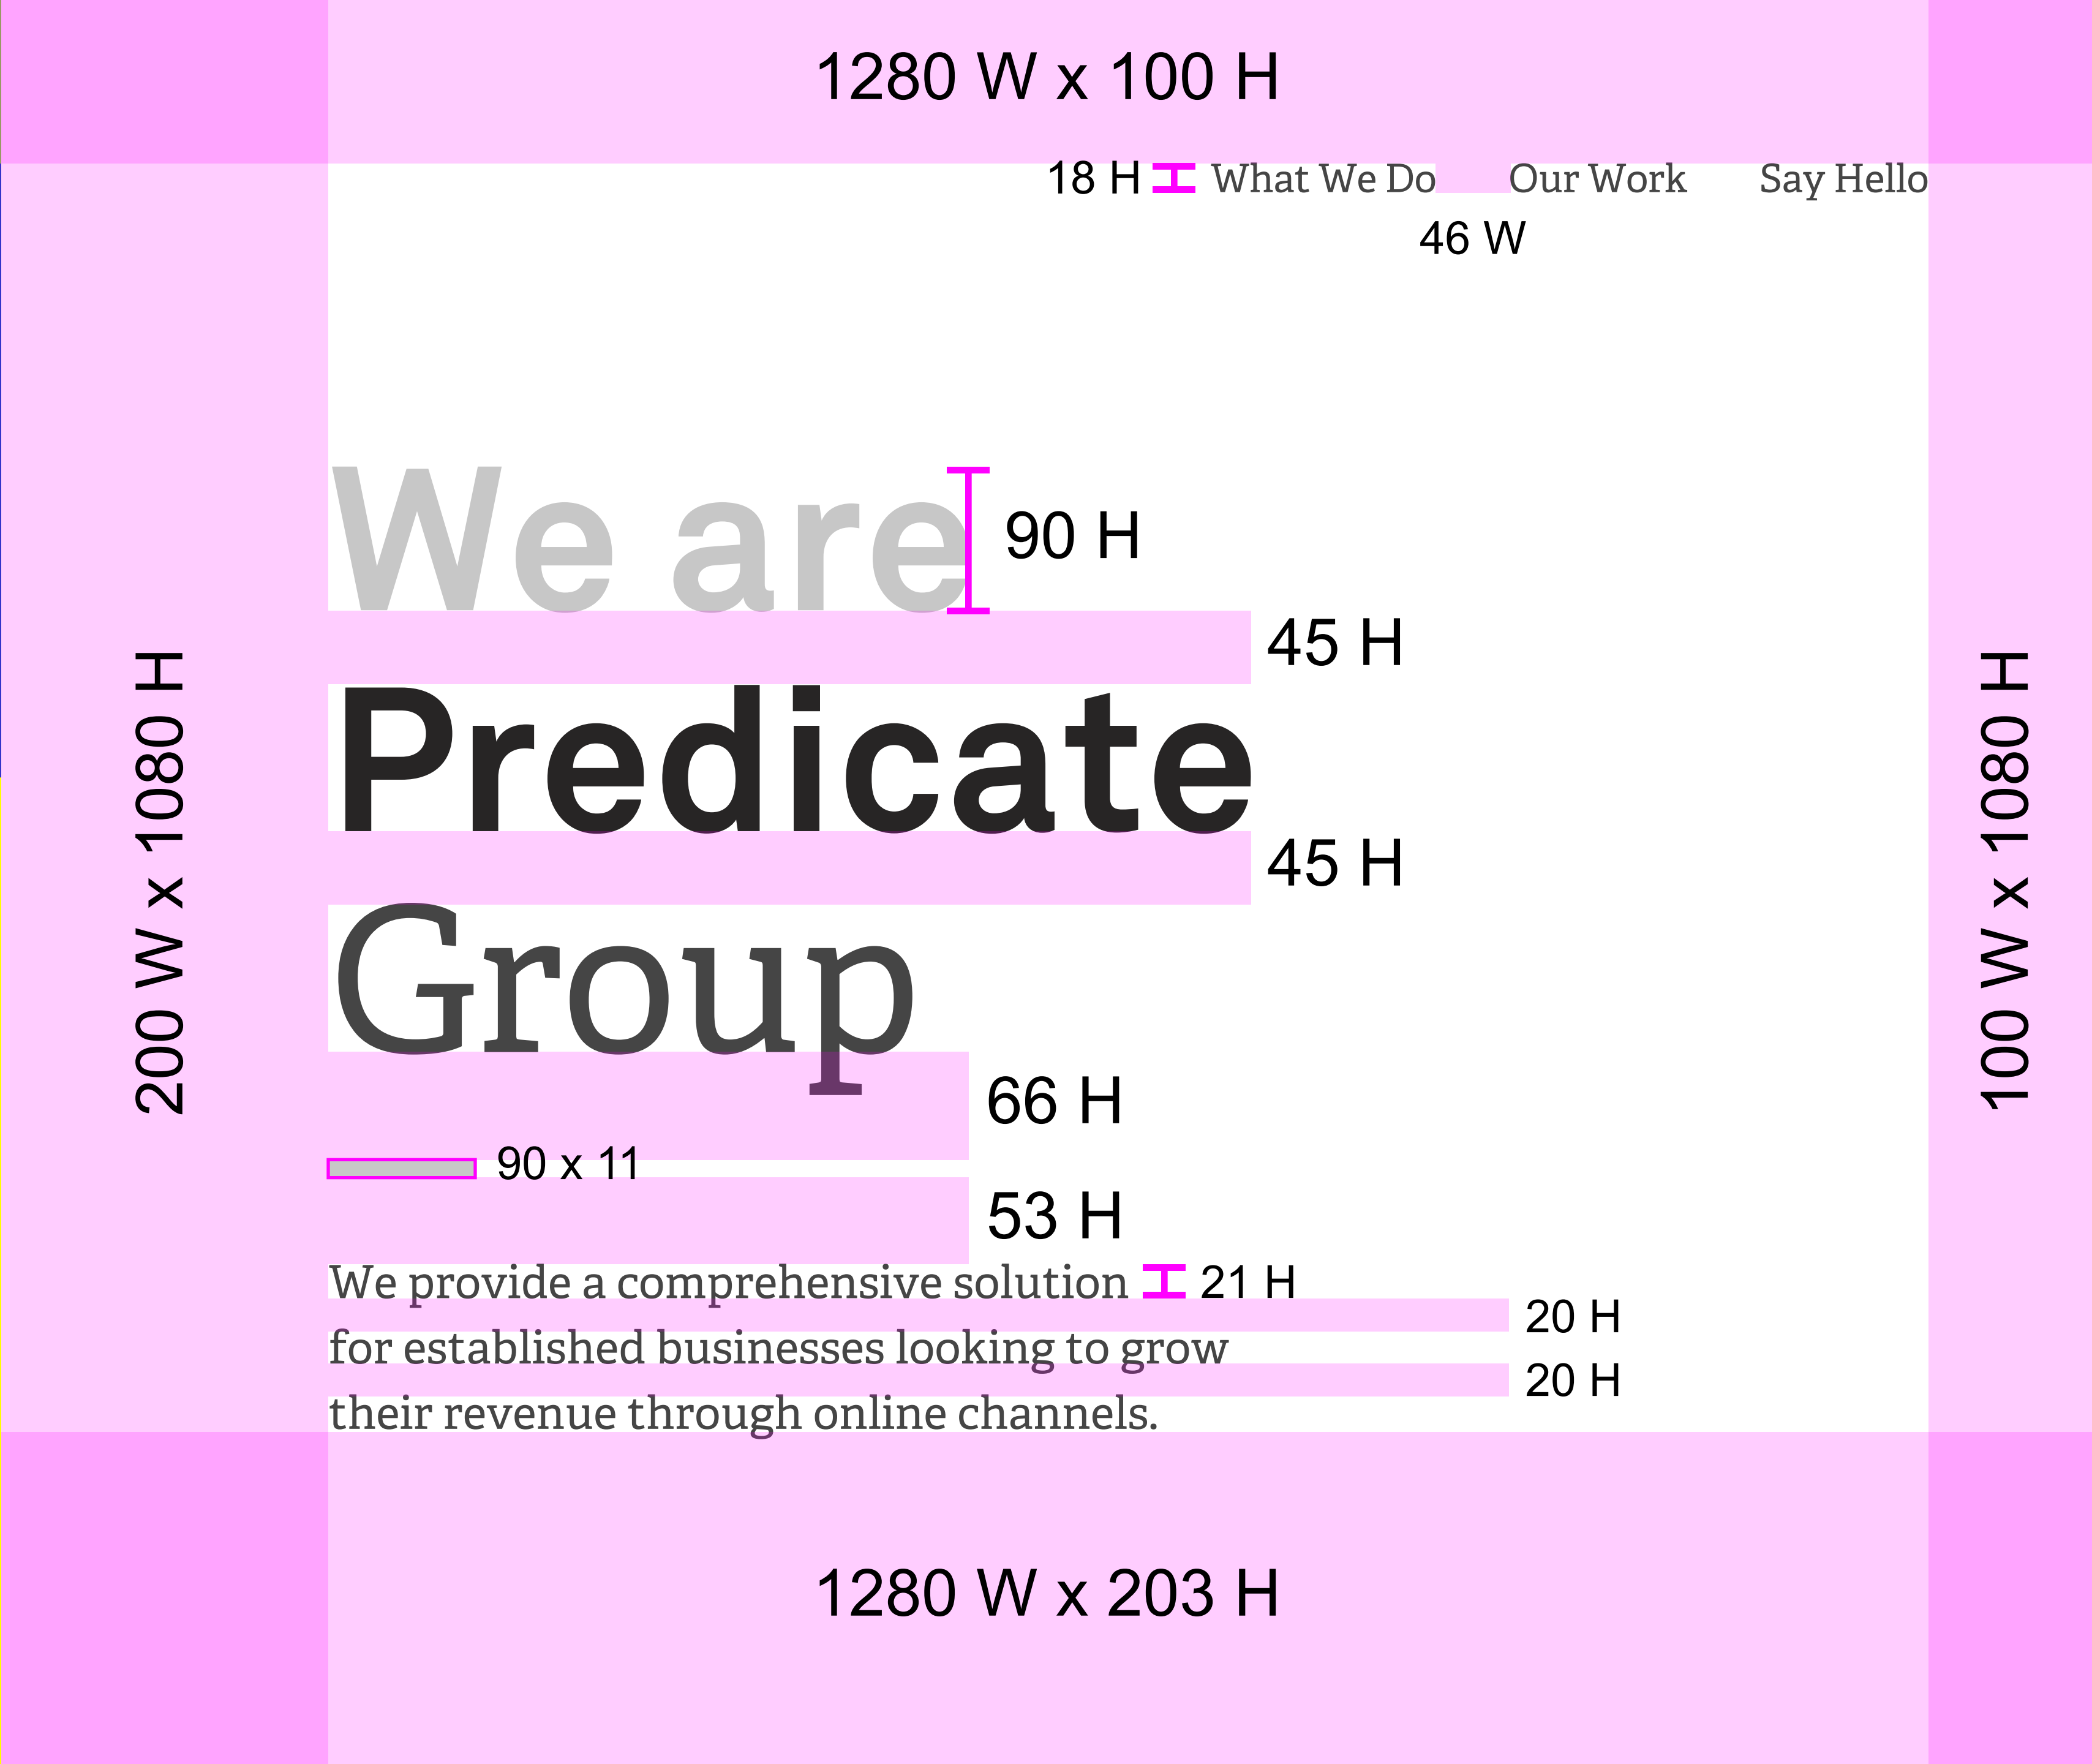 1280 W x 100 H
18 H What We Do Our Work Say Hello
46 W
We are 90 H
45 H
Predicate
45 H
Group
200 W x 1080 H
100 W x 1080 H
66 H
90 x 11
53 H
We provide a comprehensive solution 21 H
20 H
for established businesses looking to grow
20 H
their revenue through online channels.
1280 W x 203 H